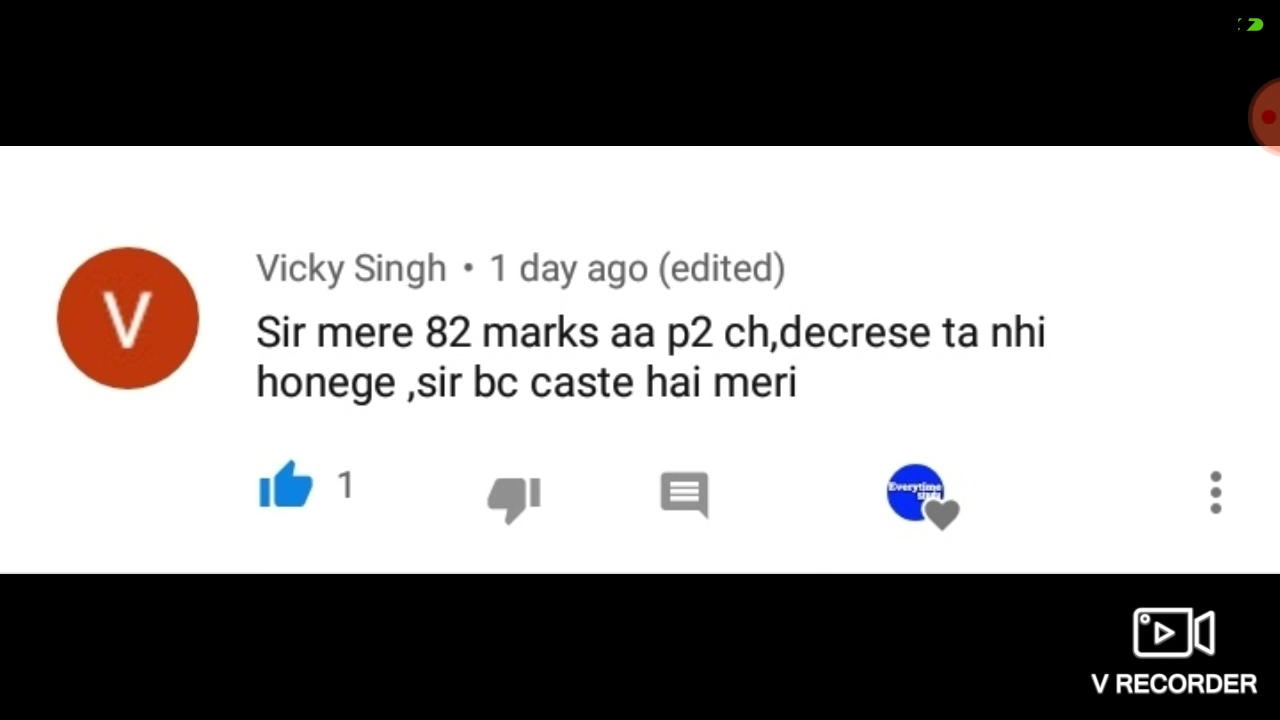 V
Vicky Singh • 1 day ago (edited)
Sir mere 82 marks aa p2 ch,decrese ta nhi
honege ,sir bc caste hai meri
1
Everytime
V RECORDER